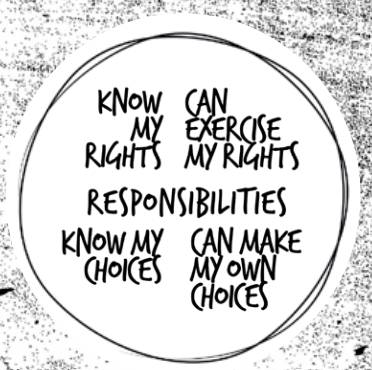 KNOW
MY
RIGHTS
CAN
EXERCISE
MY RIGHTS
RESPONSIBILITIES
KNOW MY
CHOICES
CAN MAKE
MY OWN
CHOICES